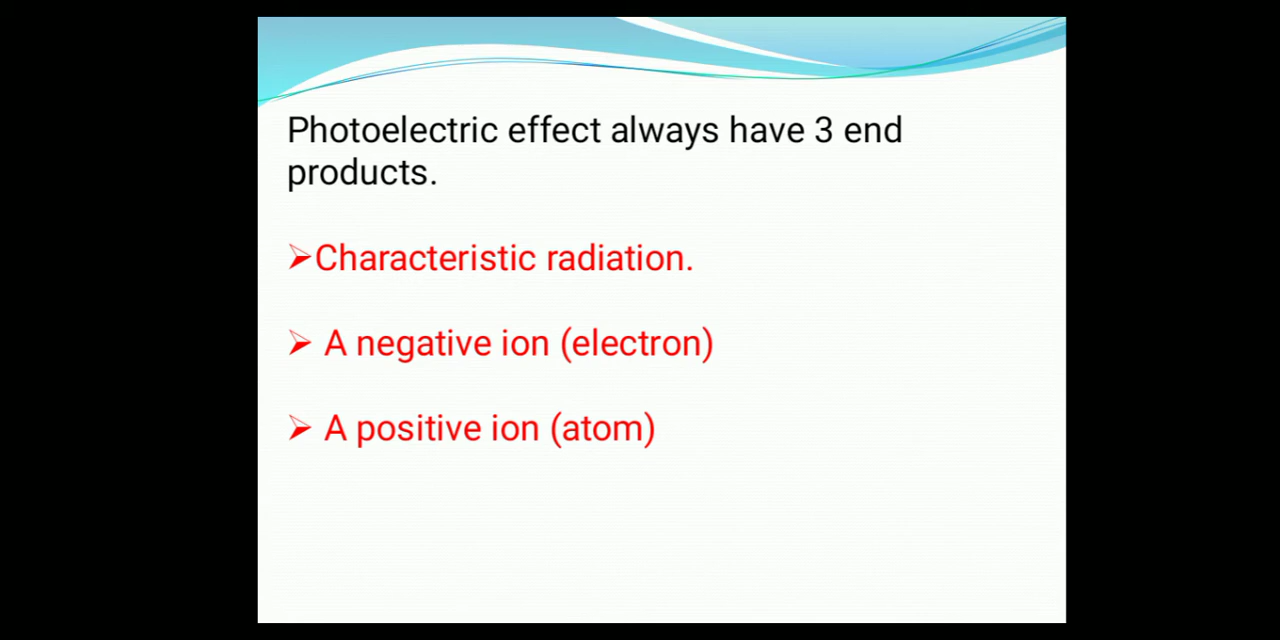 Photoelectric effect always have 3 end
products.
➢Characteristic radiation.
➢ A negative ion (electron)
➢ A positive ion (atom)